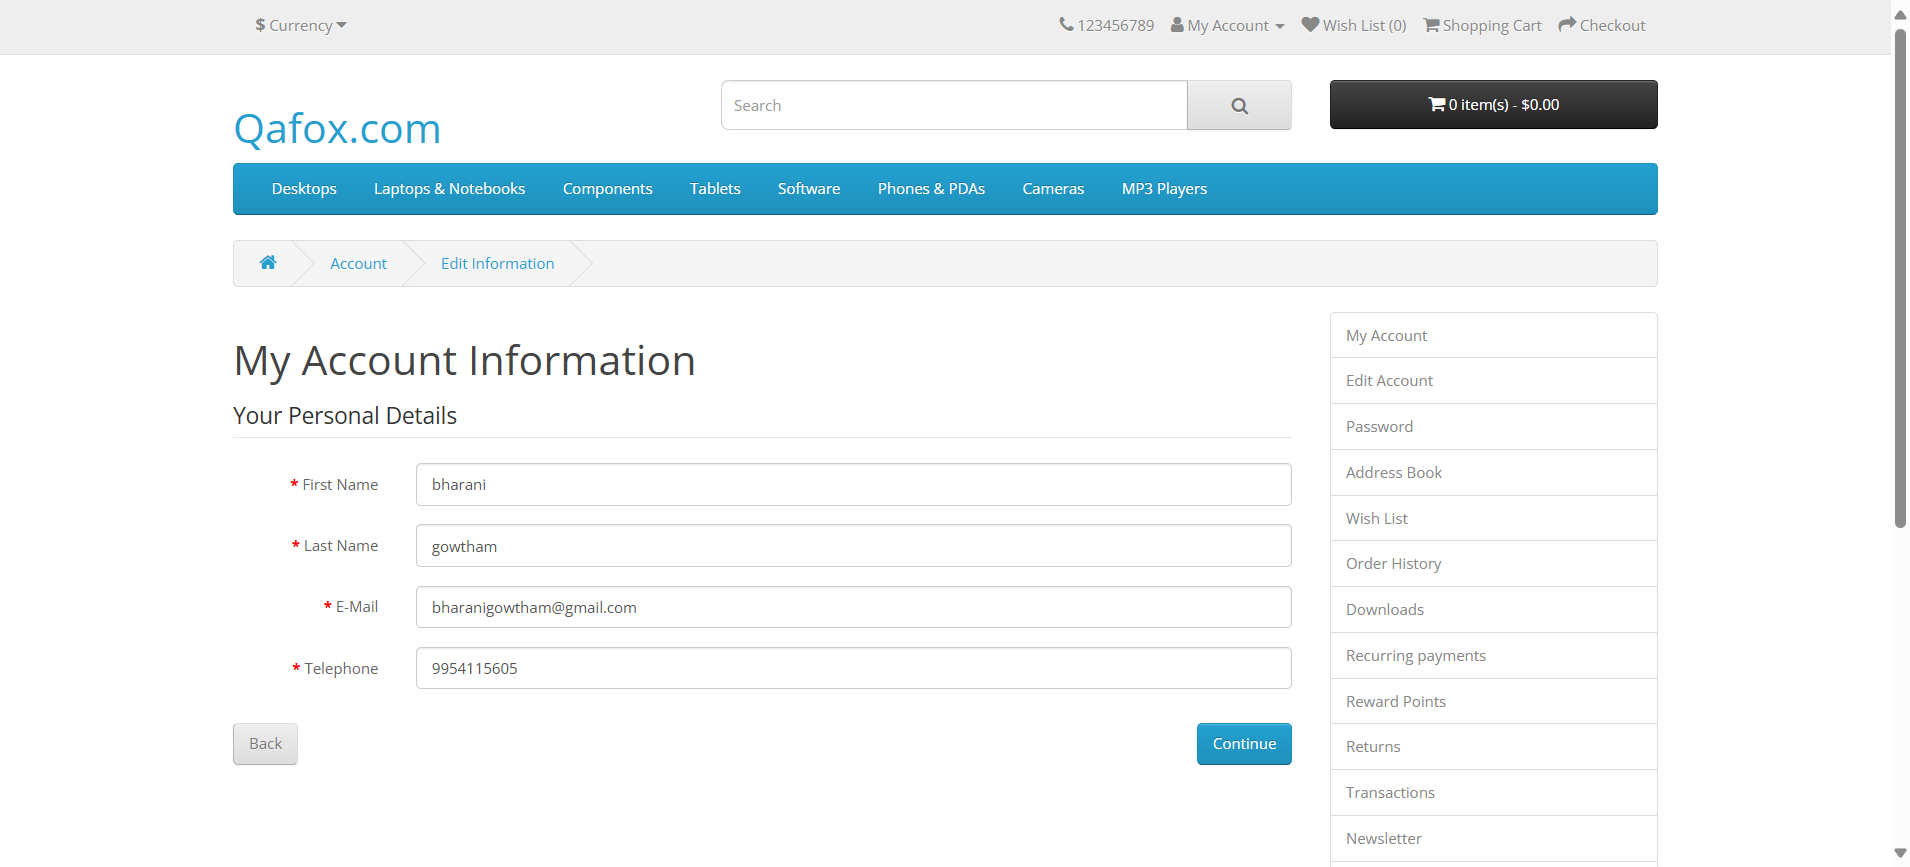 $ Currency
123456789 My Account Wish List (0) Shopping Cart Checkout
Qafox.com
Search
0 item(s) - $0.00
Desktops Laptops & Notebooks Components Tablets Software Phones & PDAs Cameras MP3 Players
Account Edit Information
My Account Information
Your Personal Details
* First Name bharani
* Last Name gowtham
* E-Mail bharanigowtham@gmail.com
* Telephone 9954115605
Back Continue
My Account
Edit Account
Password
Address Book
Wish List
Order History
Downloads
Recurring payments
Reward Points
Returns
Transactions
Newsletter